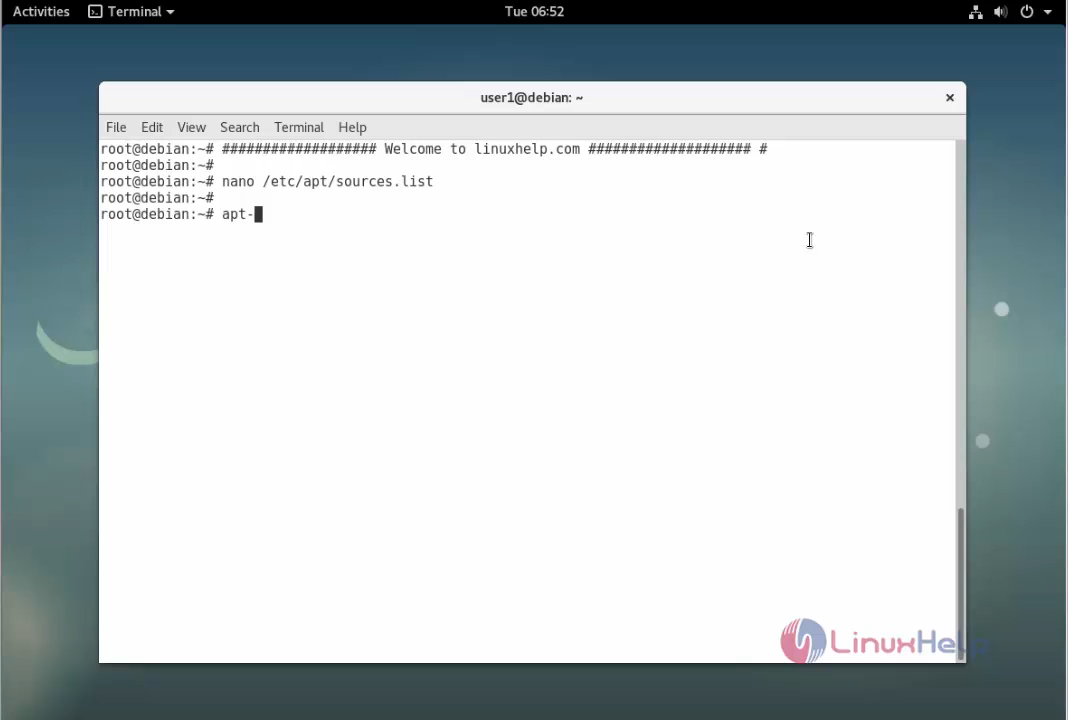 Activities Terminal Tue 06:52
user1@debian: ~ ×
File Edit View Search Terminal Help
root@debian:~# ################### Welcome to linuxhelp.com #################### #
root@debian:~#
root@debian:~# nano /etc/apt/sources.list
root@debian:~#
root@debian:~# apt-
LinuxHelp